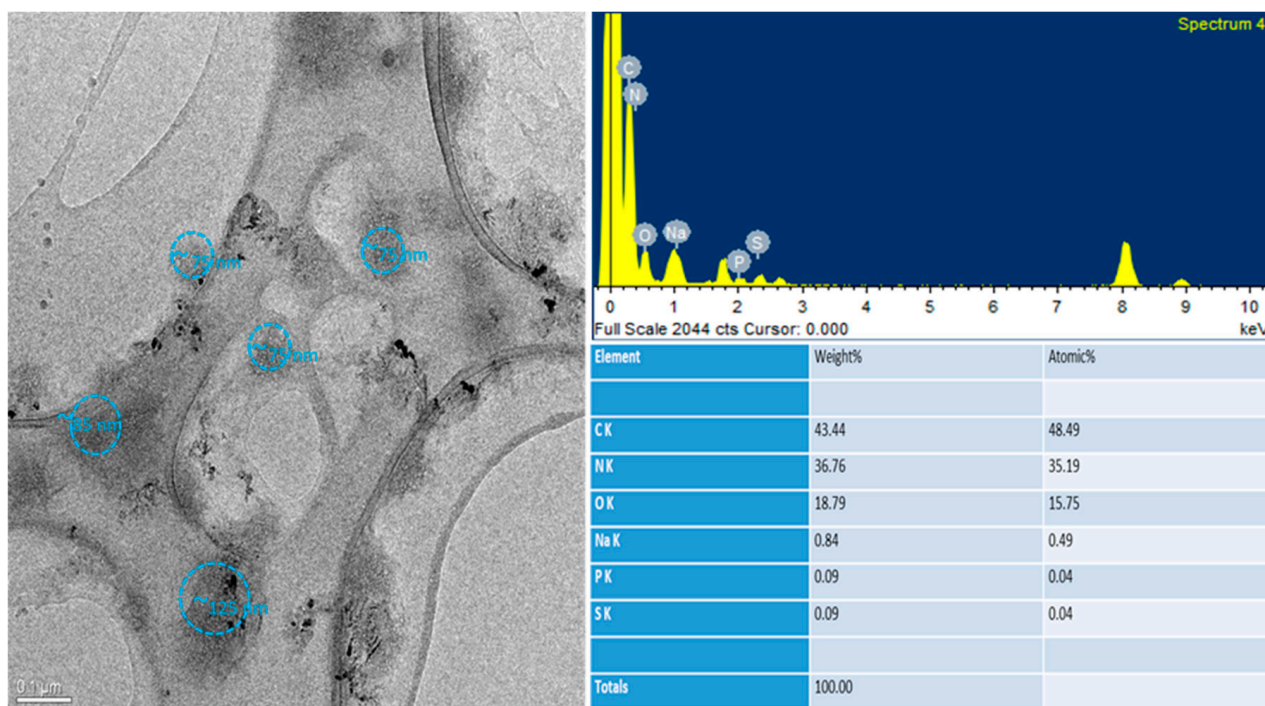 ~ 75 nm
~ 75 nm
~ 75 nm
~ 85 nm
~ 125 nm
0.1 µm
Spectrum 4
C
N
O
Na
P
S
0 1 2 3 4 5 6 7 8 9 10
Full Scale 2044 cts Cursor: 0.000
keV
Element Weight% Atomic%
C K 43.44 48.49
N K 36.76 35.19
O K 18.79 15.75
Na K 0.84 0.49
P K 0.09 0.04
S K 0.09 0.04
Totals 100.00